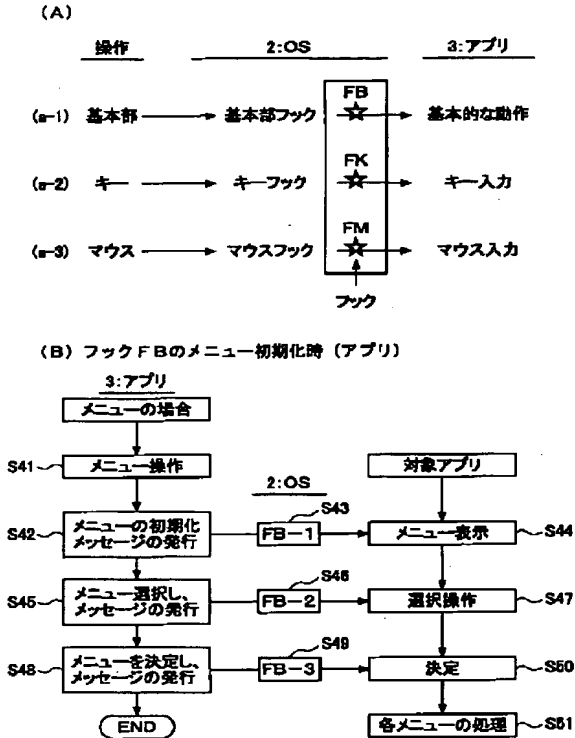 (A)
操作 2:OS 3:アプリ
FB
(a-1) 基本部 基本部フック 基本的な動作
FK
(a-2) キー キーフック キー入力
FM
(a-3) マウス マウスフック マウス入力
フック
(B) フックFBのメニュー初期化時(アプリ)
3:アプリ
メニューの場合
S41 メニュー操作 対象アプリ
2:OS
S43
S42 メニューの初期化
メッセージの発行 FB-1 メニュー表示 S44
S46
S45 メニュー選択し、
メッセージの発行 FB-2 選択操作 S47
S49
S48 メニューを決定し、
メッセージの発行 FB-3 決定 S50
END 各メニューの処理 S51